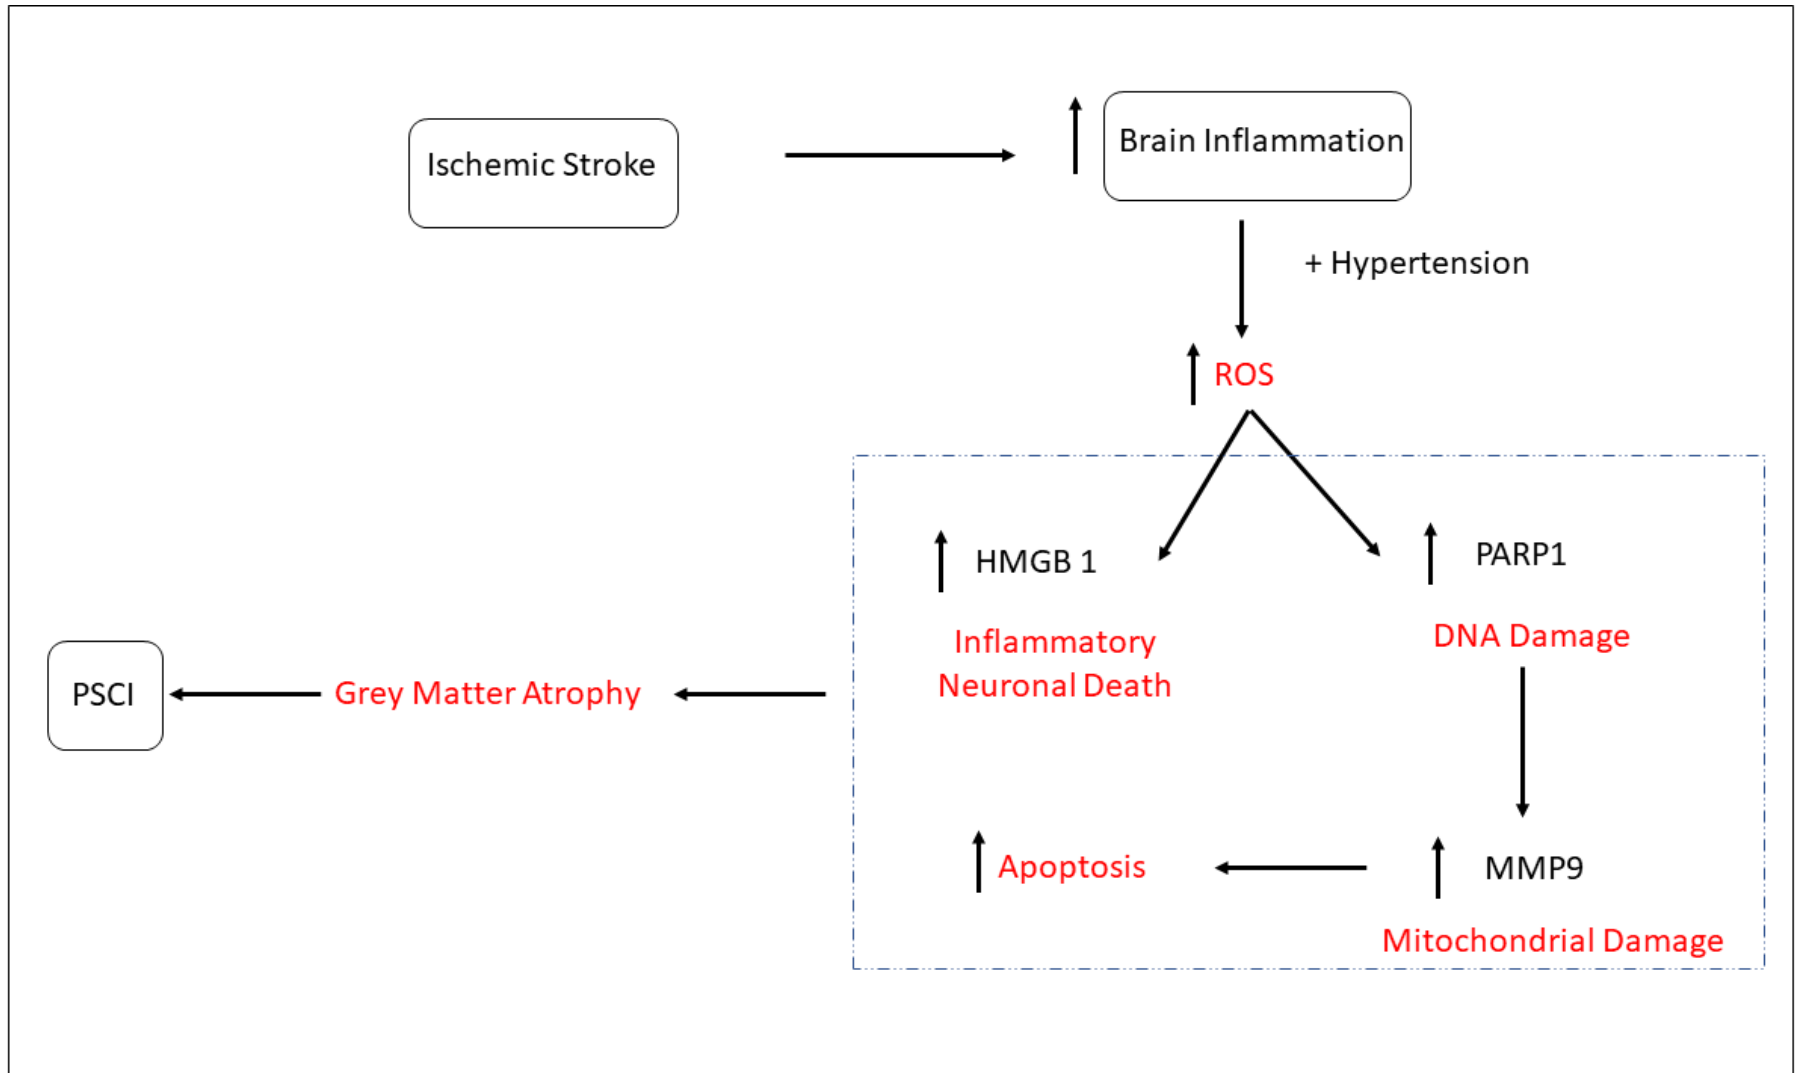 Ischemic Stroke
Brain Inflammation
+ Hypertension
ROS
HMGB 1
PARP1
Inflammatory
Neuronal Death
DNA Damage
PSCI
Grey Matter Atrophy
Apoptosis
MMP9
Mitochondrial Damage